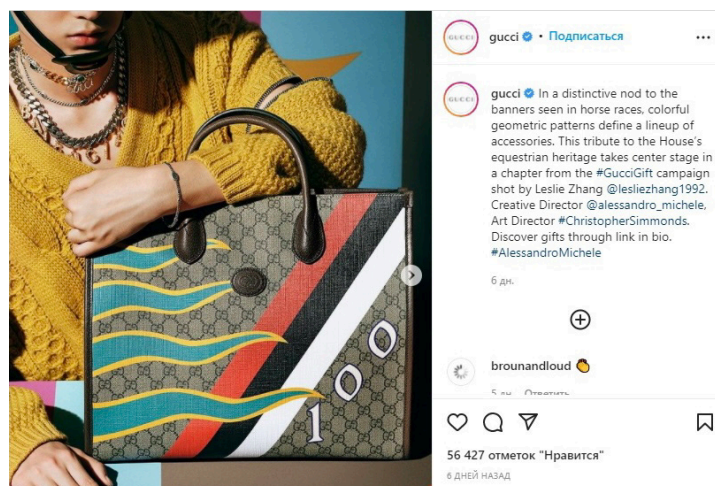 gucci • Подписаться
gucci In a distinctive nod to the
banners seen in horse races, colorful
geometric patterns define a lineup of
accessories. This tribute to the House's
equestrian heritage takes center stage in
a chapter from the #GucciGift campaign
shot by Leslie Zhang @lesliezhang1992.
Creative Director @alessandro_michele,
Art Director #ChristopherSimmonds.
Discover gifts through link in bio.
#AlessandroMichele
6 дн.
brounandloud
5 дн. Ответить
56 427 отметок "Нравится"
6 ДНЕЙ НАЗАД
GUCCI
GUCCI
100